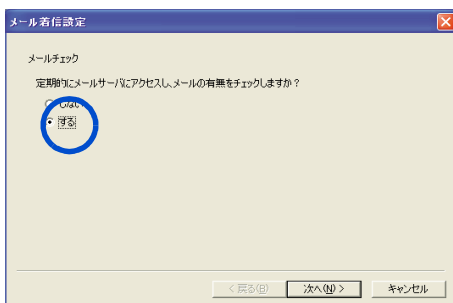 メール着信設定
メールチェック
定期的にメールサーバにアクセスし、メールの有無をチェックしますか？
しない
する
< 戻る(B)
次へ(N) >
キャンセル